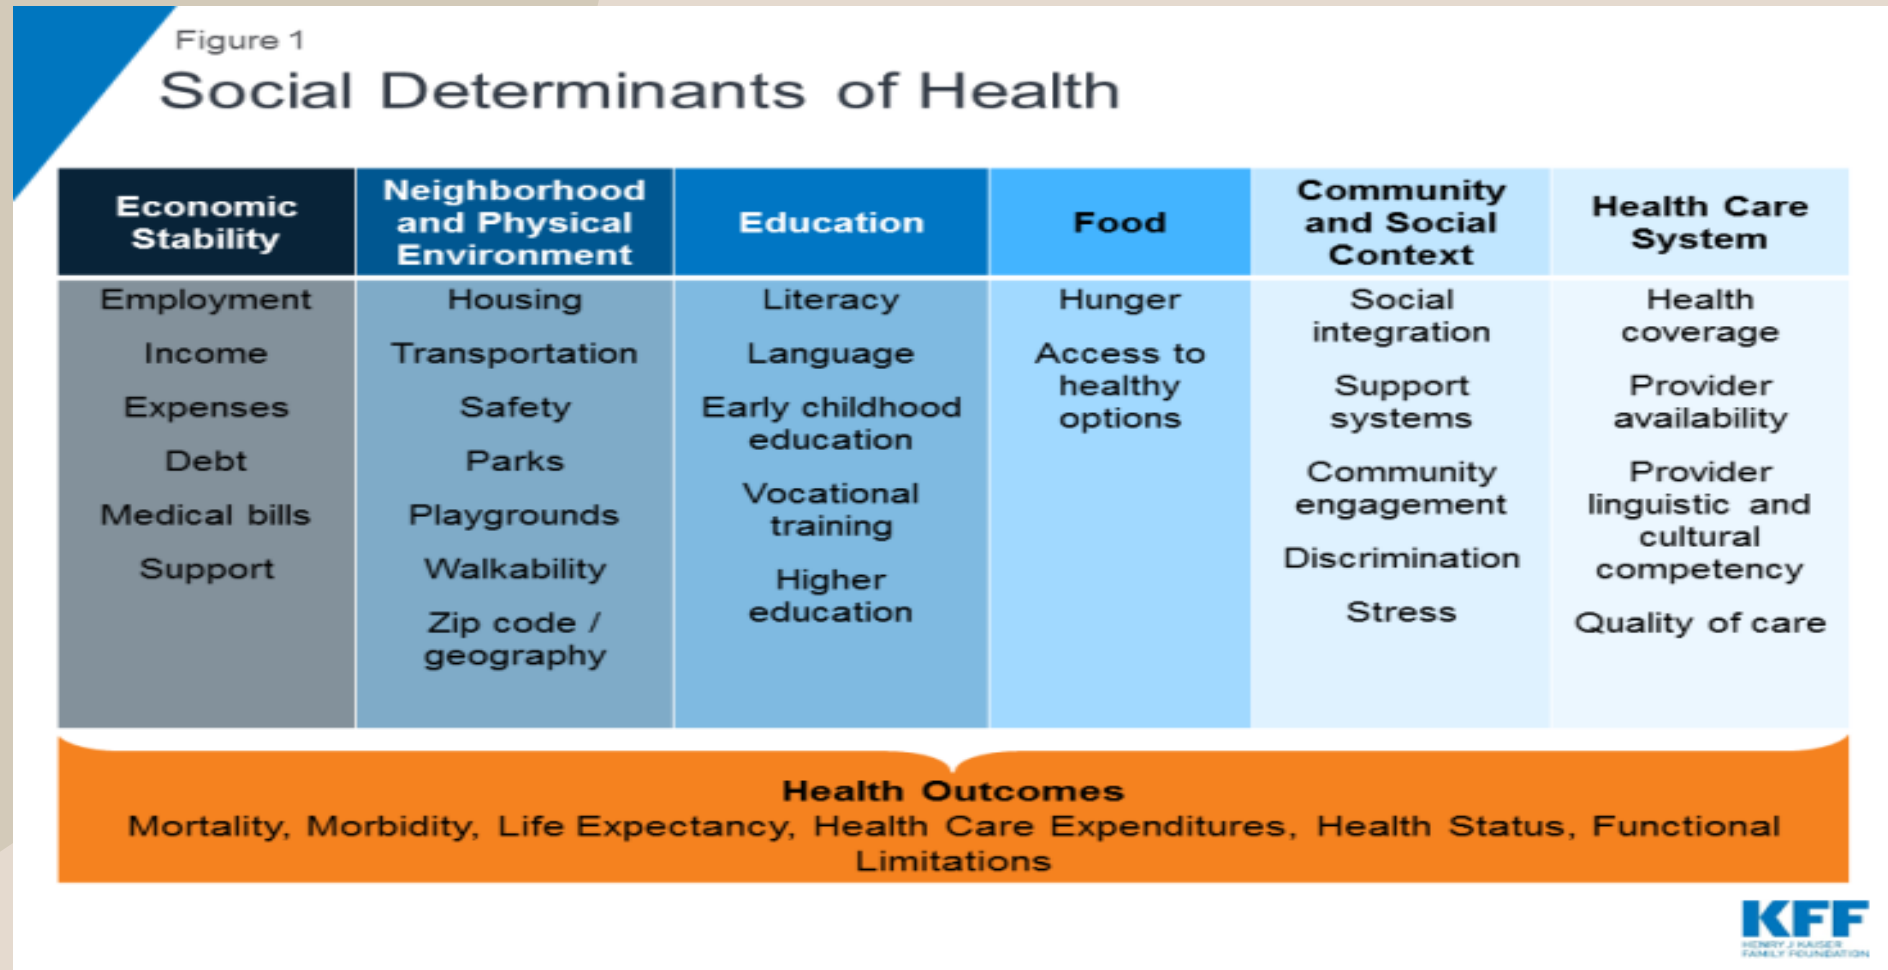 Figure 1
Social Determinants of Health
Economic
Stability
Neighborhood
and Physical
Environment
Education
Food
Community
and Social
Context
Health Care
System
Employment
Income
Expenses
Debt
Medical bills
Support
Housing
Transportation
Safety
Parks
Playgrounds
Walkability
Zip code /
geography
Literacy
Language
Early childhood
education
Vocational
training
Higher
education
Hunger
Access to
healthy
options
Social
integration
Support
systems
Community
engagement
Discrimination
Stress
Health
coverage
Provider
availability
Provider
linguistic and
cultural
competency
Quality of care
Health Outcomes
Mortality, Morbidity, Life Expectancy, Health Care Expenditures, Health Status, Functional
Limitations
KFF
HENRY J KAISER
FAMILY FOUNDATION